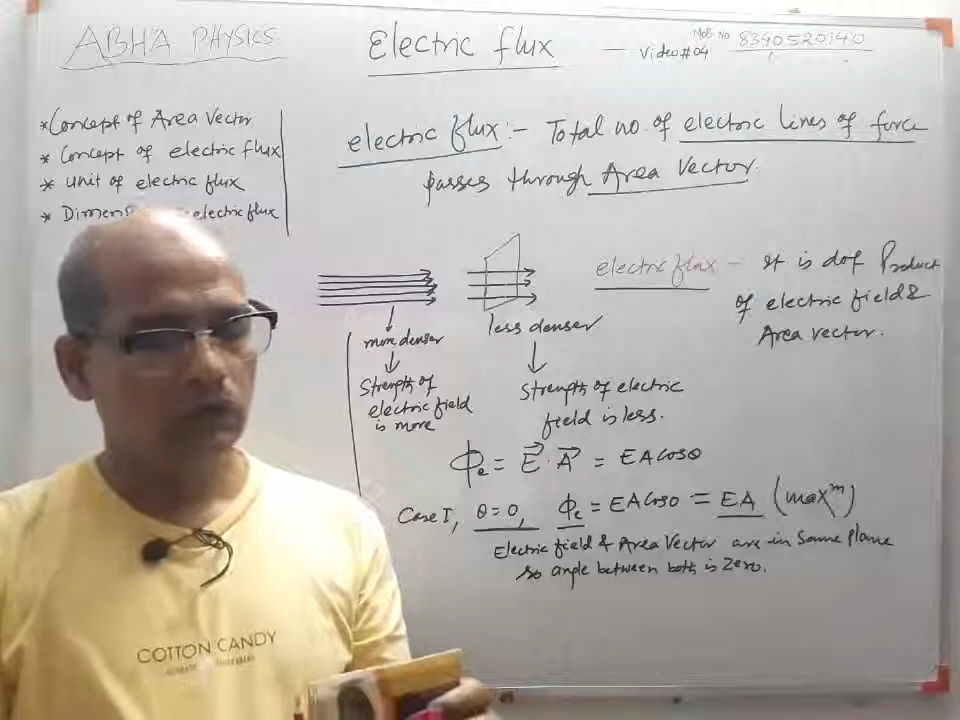 ABHA PHYSICS
Electric flux
Mob No 8340520140
Video #04
*Concept of Area Vector
* Concept of electric flux
* Unit of electric flux
* electric flux
electric flux :- Total no. of electric lines of force
passes through Area Vector.
electric flux - It is dot Product
of electric field &
Area vector.
more denser
Strength of
electric field
is more
less denser
Strength of electric
field is less.
ϕe = E⃗ . A⃗ = EA cosθ
Case I, θ = 0, ϕe = EA cos0 = EA (max^m)
Electric field & Area Vector are in Same Plane
so angle between both is Zero.
COTTON CANDY